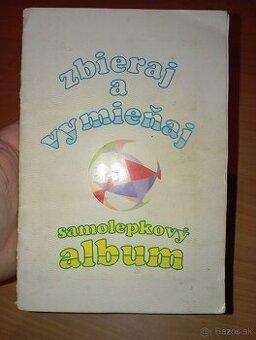 zbieraj
a
vymieňaj
samolepkový
album
bazos.sk